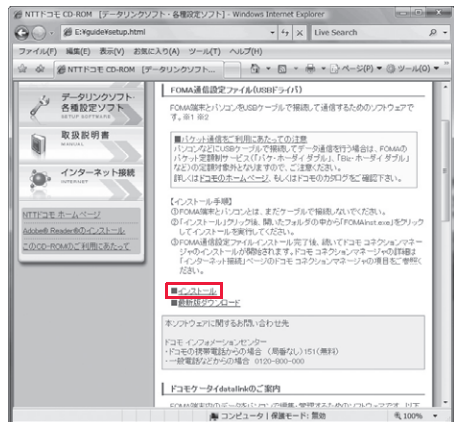 NTTドコモ CD-ROM [データリンクソフト・各種設定ソフト] - Windows Internet Explorer
E:¥guide¥setup.html
Live Search
ファイル(F) 編集(E) 表示(V) お気に入り(A) ツール(T) ヘルプ(H)
NTTドコモ CD-ROM [データリンクソフ...
ページ(P) ツール(O)
データリンクソフト・
各種設定ソフト
SETUP SOFTWARE
取扱説明書
MANUAL
インターネット接続
INTERNET
NTTドコモ ホームページ
Adobe® Reader®のインストール
このCD-ROMのご利用にあたって
FOMA通信設定ファイル(USBドライバ)
FOMA端末とパソコンをUSBケーブルで接続して通信するためのソフトウェアです。※1 ※2
■パケット通信をご利用にあたっての注意
パソコンなどにUSBケーブルで接続してデータ通信を行う場合は、FOMAの
パケット定額制サービス(「パケ・ホーダイ ダブル」、「Biz・ホーダイ ダブル」
など)の定額対象外となりますので、ご注意ください。
詳しくはドコモのホームページ、もしくはドコモのカタログをご確認下さい。
【インストール手順】
①FOMA端末とパソコンとは、まだケーブルで接続しないでください。
②「インストール」クリック後、開いたフォルダの中から「FOMAinst.exe」をクリックしてインストールを実行してください。
③FOMA通信設定ファイルインストール完了後、続いてドコモ コネクションマネージャのインストールが開始されます。ドコモ コネクションマネージャの詳細は「インターネット接続」ページのドコモ コネクションマネージャの項目をご参照ください。
■インストール
■最新版ダウンロード
本ソフトウェアに関するお問い合わせ先
ドコモ インフォメーションセンター
・ドコモの携帯電話からの場合 (局番なし)151(無料)
・一般電話などからの場合 0120-800-000
ドコモケータイdatalinkのご案内
コンピュータ | 保護モード: 無効
100%